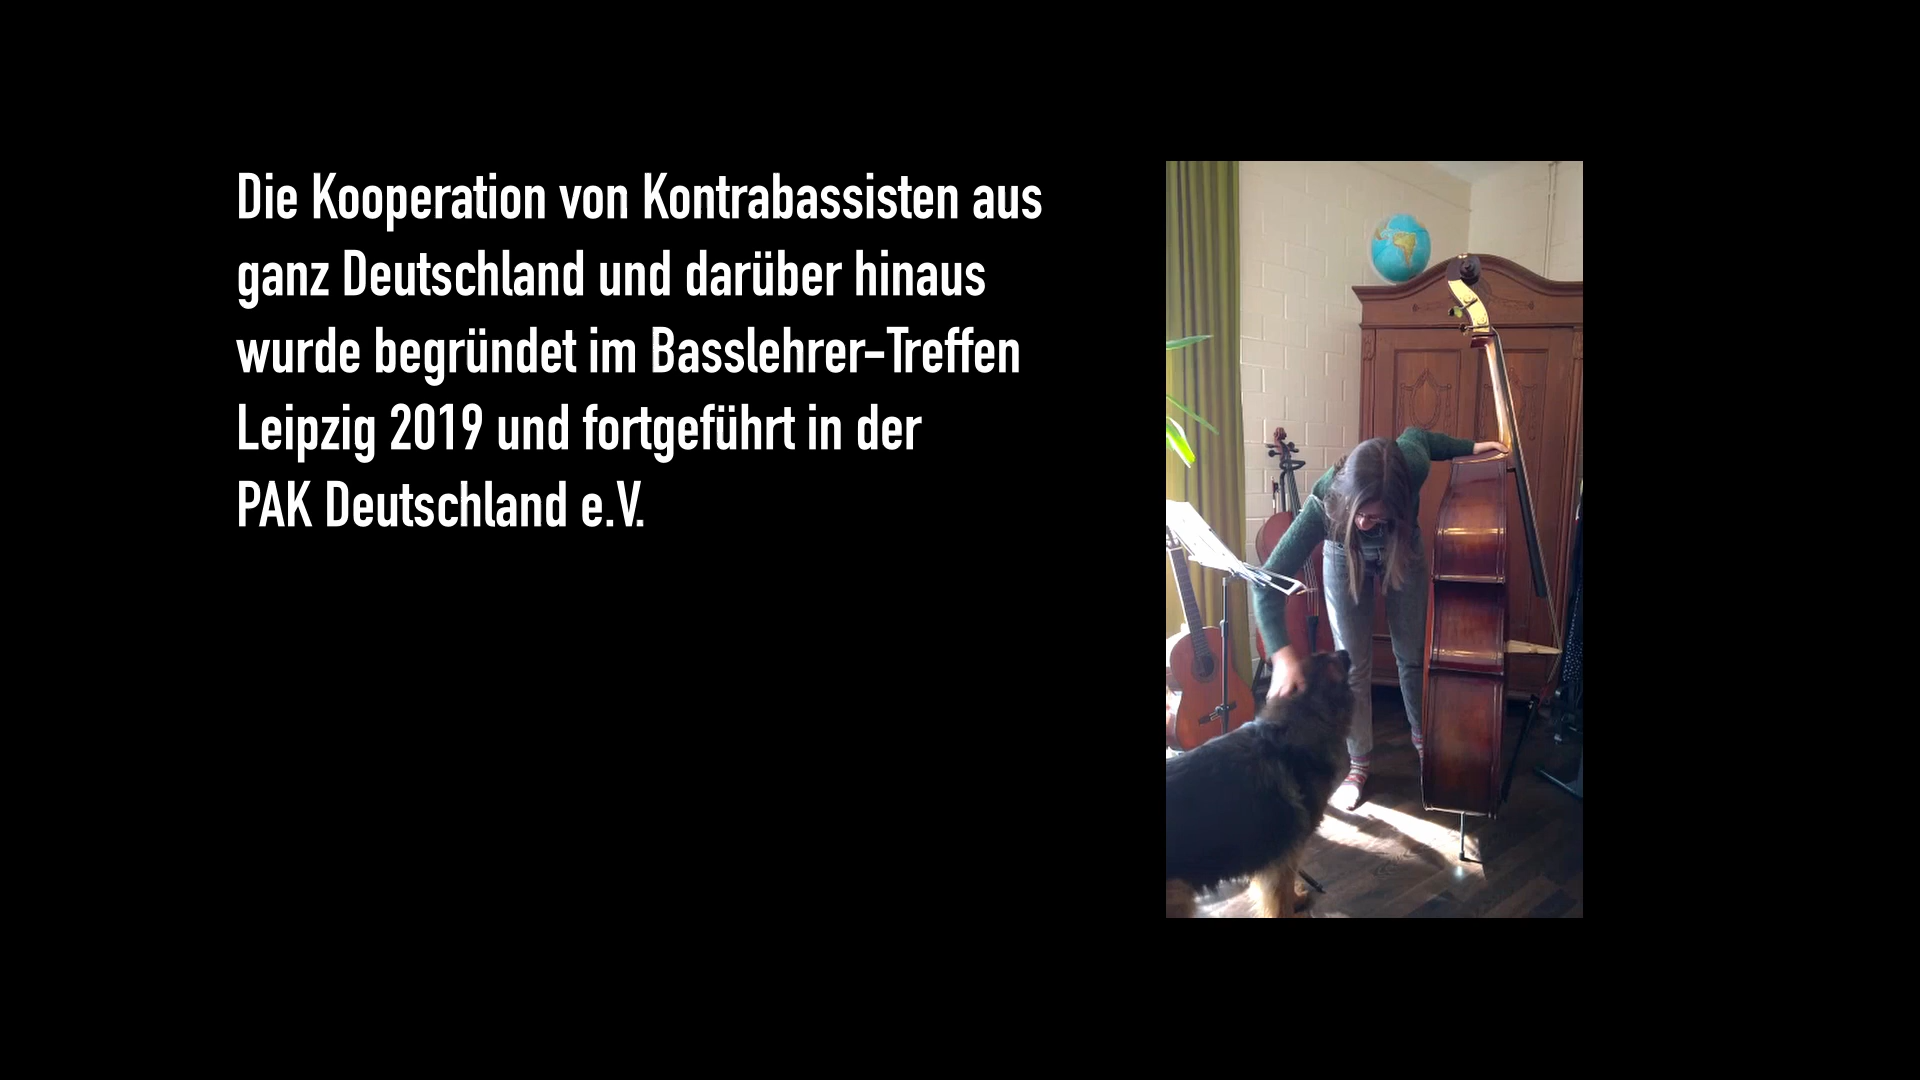 Die Kooperation von Kontrabassisten aus
ganz Deutschland und darüber hinaus
wurde begründet im Basslehrer-Treffen
Leipzig 2019 und fortgeführt in der
PAK Deutschland e.V.